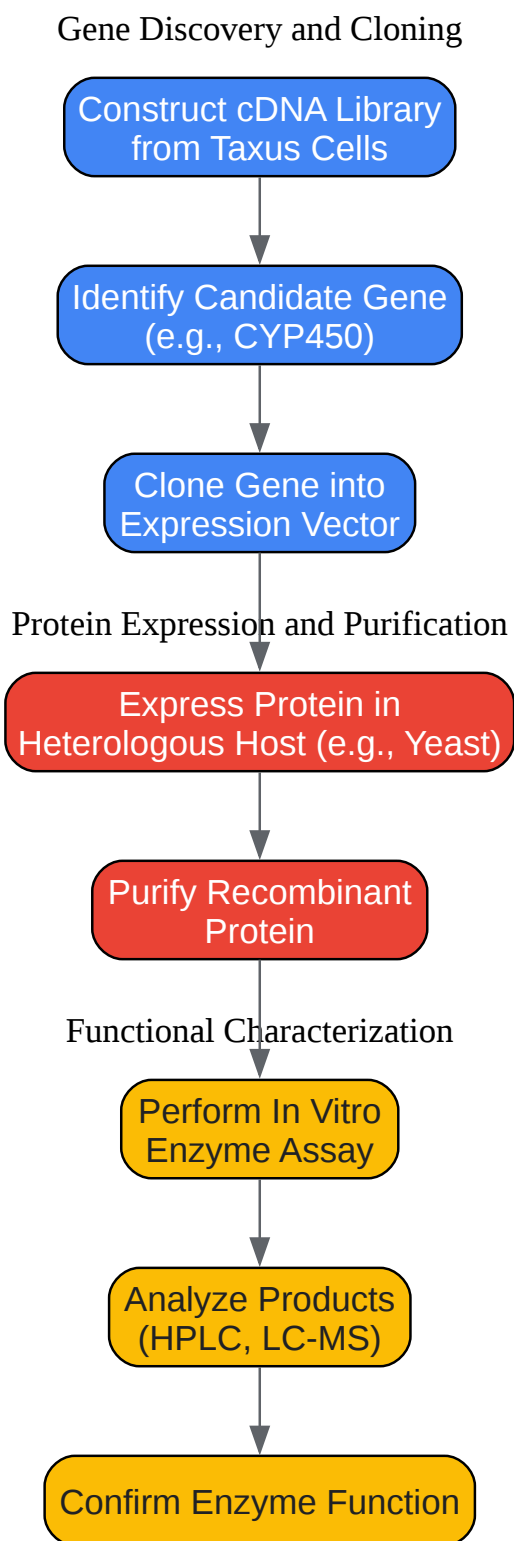 Gene Discovery and Cloning
Construct cDNA Library
from Taxus Cells
Identify Candidate Gene
(e.g., CYP450)
Clone Gene into
Expression Vector
Protein Expression and Purification
Express Protein in
Heterologous Host (e.g., Yeast)
Purify Recombinant
Protein
Functional Characterization
Perform In Vitro
Enzyme Assay
Analyze Products
(HPLC, LC-MS)
Confirm Enzyme Function